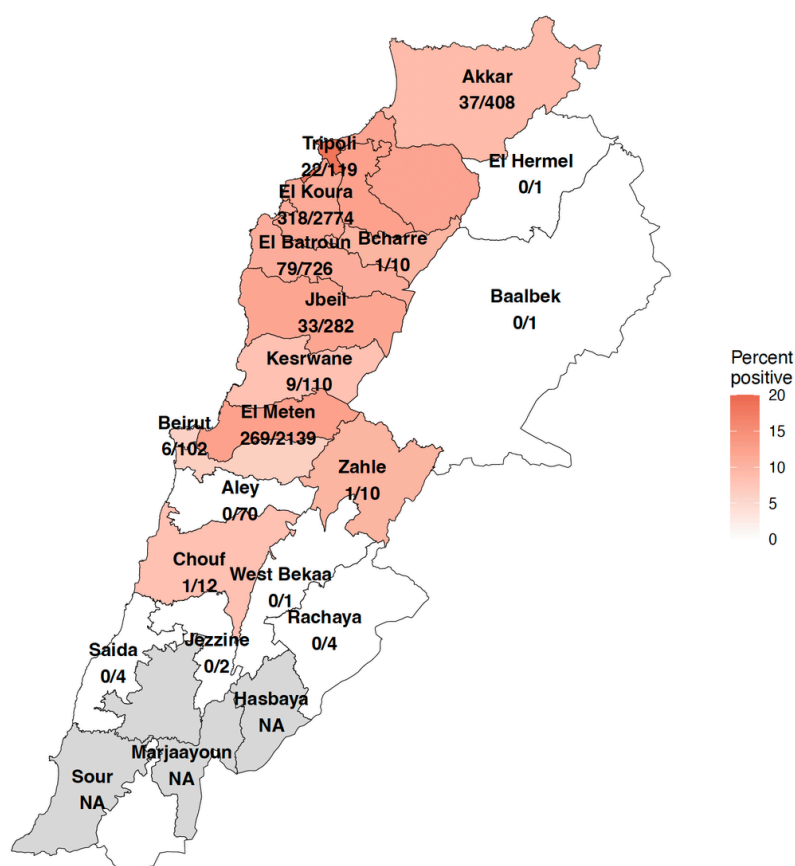 Akkar
37/408
Tripoli
22/119
El Hermel
0/1
El Koura
318/2774
El Batroun
79/726
Bcharre
1/10
Jbeil
33/282
Baalbek
0/1
Kesrwane
9/110
El Meten
269/2139
Beirut
6/102
Zahle
1/10
Aley
0/70
Chouf
1/12
West Bekaa
0/1
Rachaya
0/4
Jezzine
0/2
Saida
0/4
Hasbaya
NA
Marjaayoun
NA
Sour
NA
Percent
positive
20
15
10
5
0